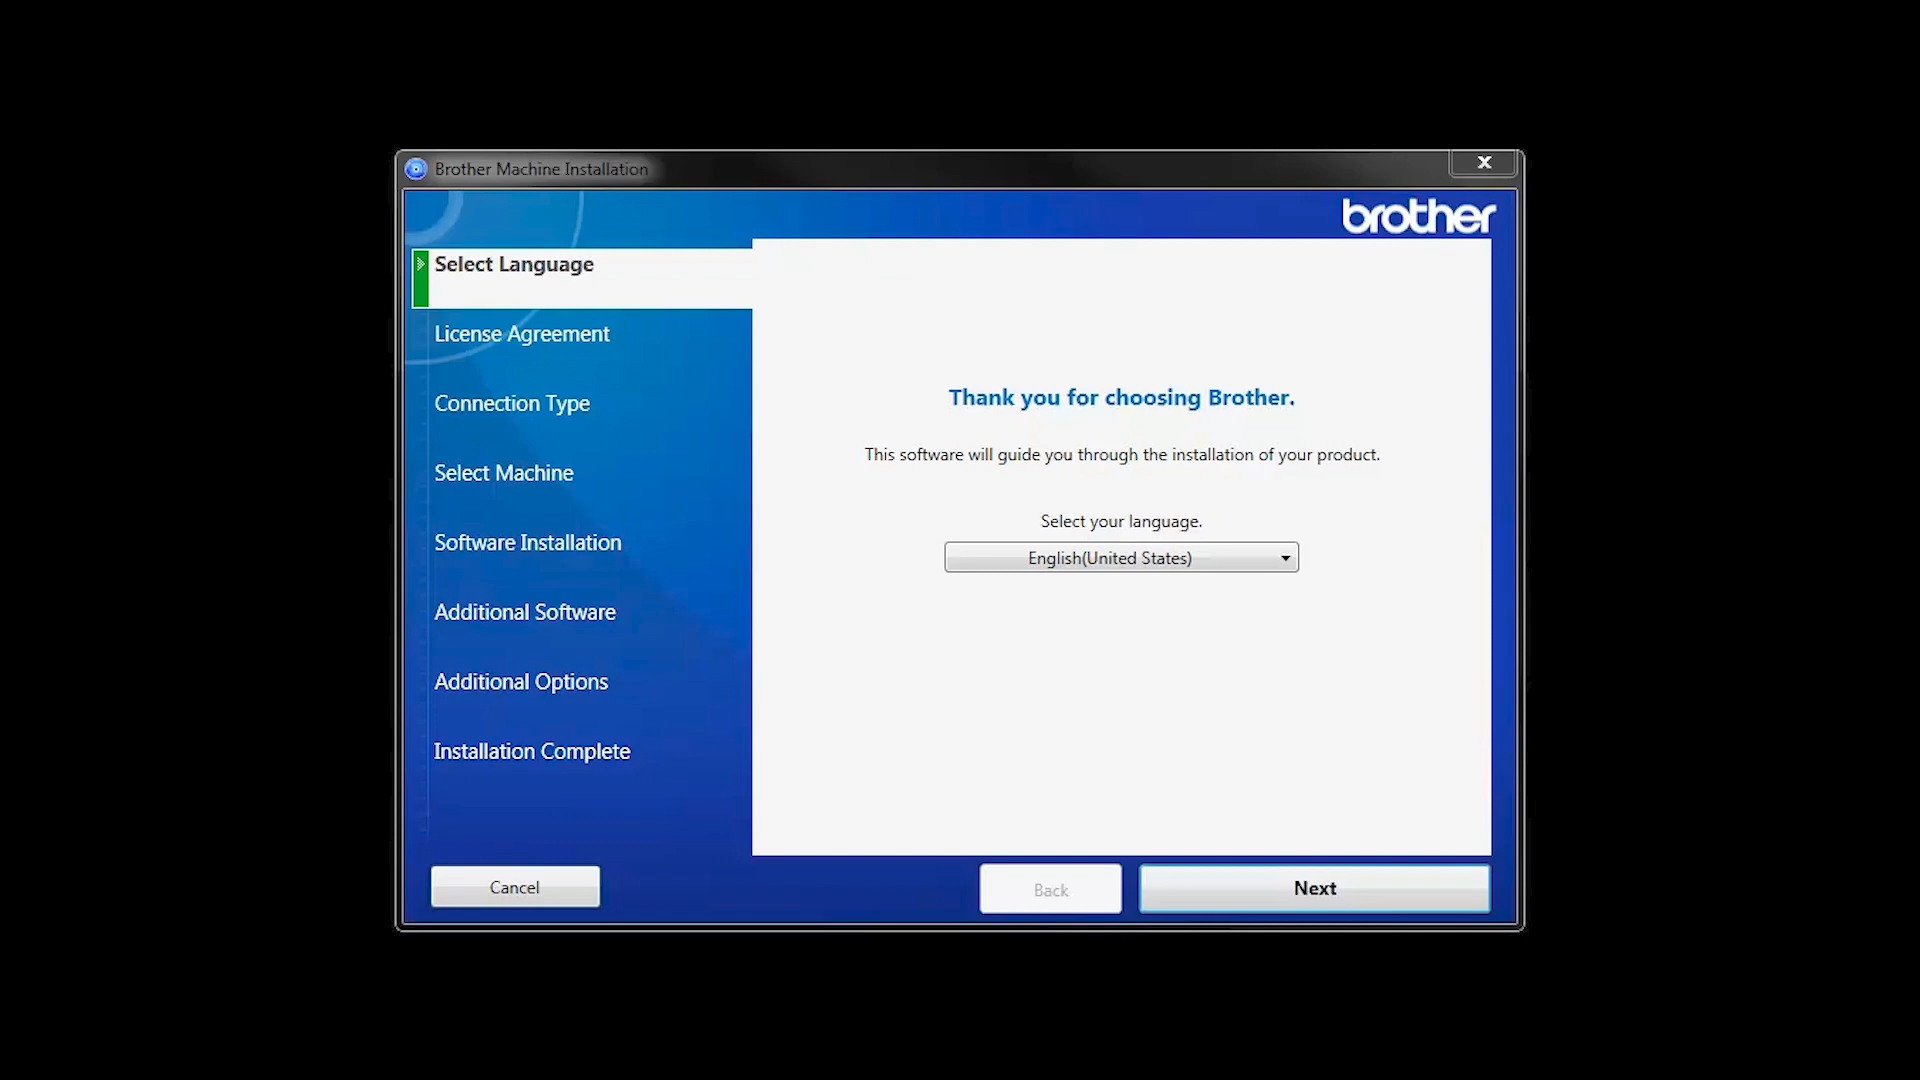 Brother Machine Installation
X
brother
Select Language
License Agreement
Connection Type
Select Machine
Software Installation
Additional Software
Additional Options
Installation Complete
Thank you for choosing Brother.
This software will guide you through the installation of your product.
Select your language.
English(United States)
Cancel
Back
Next